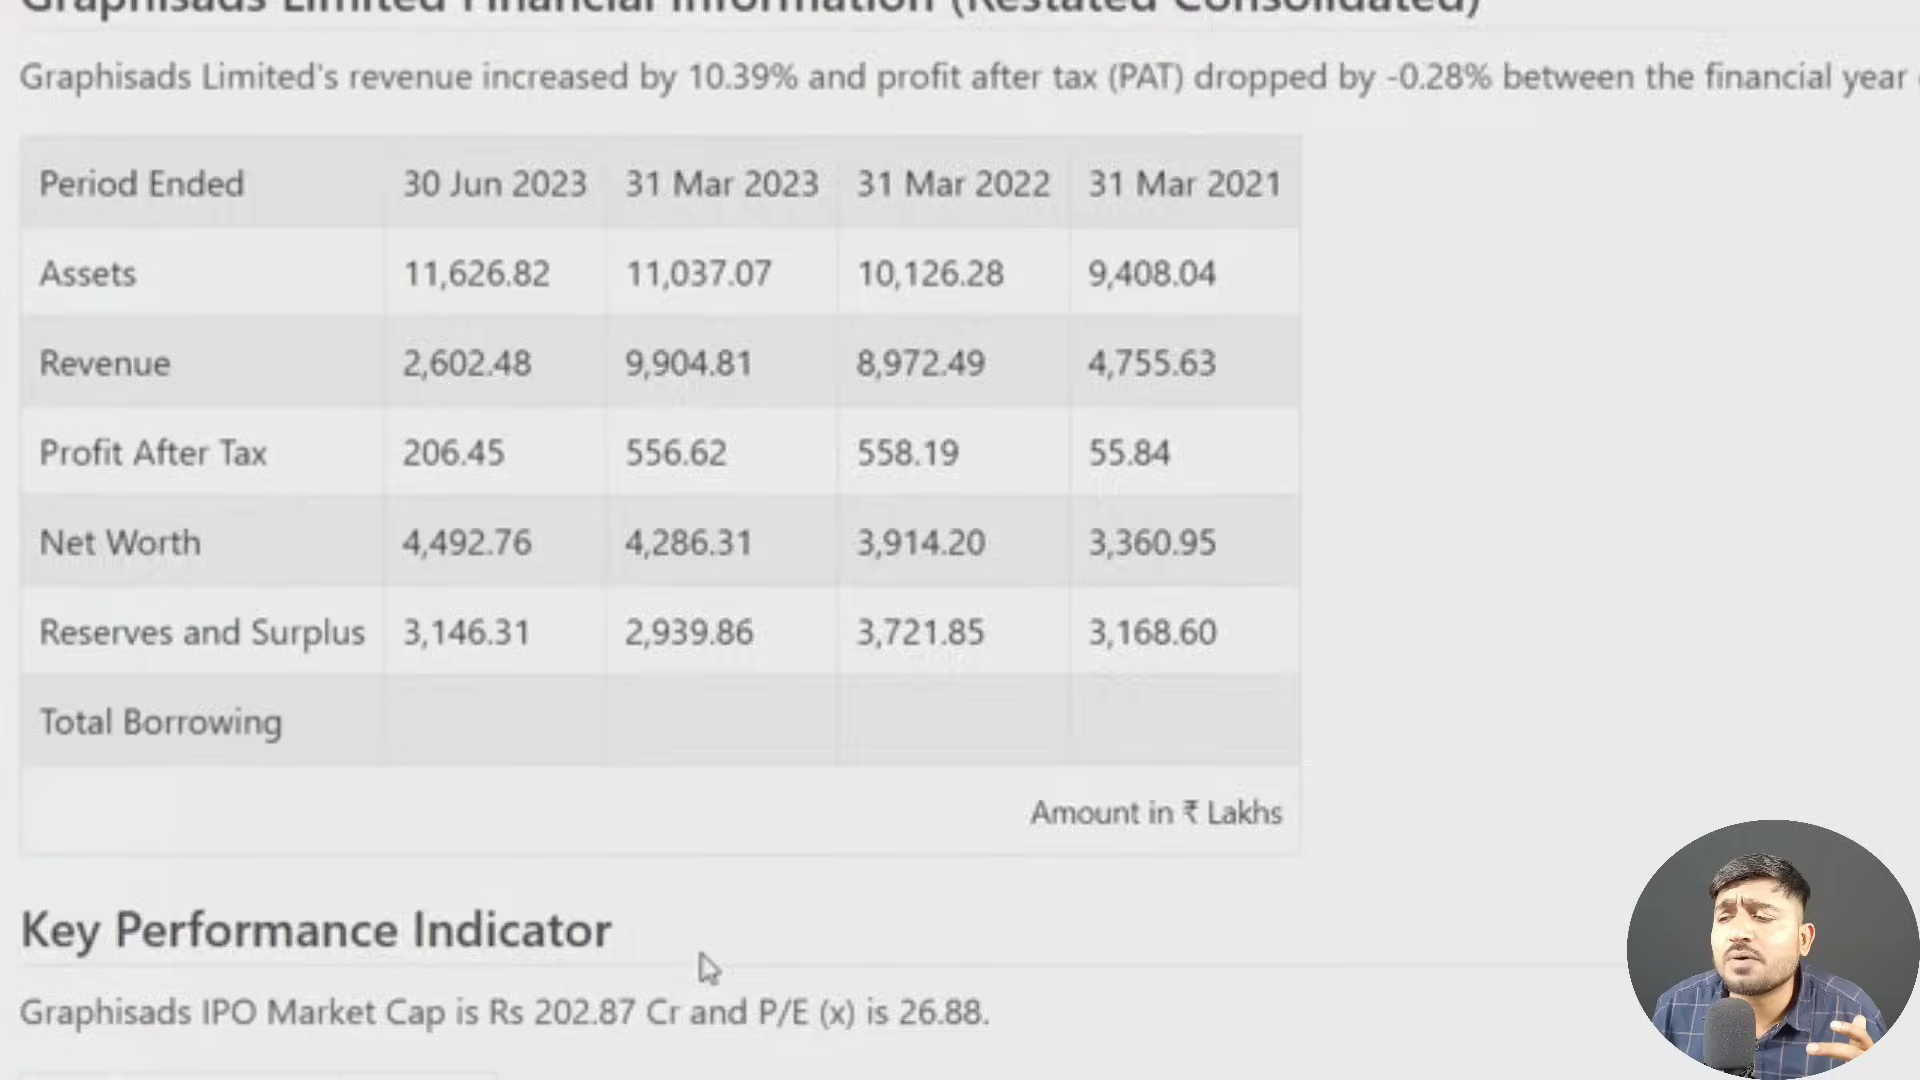 Graphisads Limited Financial Information (Restated Consolidated)
Graphisads Limited's revenue increased by 10.39% and profit after tax (PAT) dropped by -0.28% between the financial year
Period Ended 30 Jun 2023 31 Mar 2023 31 Mar 2022 31 Mar 2021
Assets 11,626.82 11,037.07 10,126.28 9,408.04
Revenue 2,602.48 9,904.81 8,972.49 4,755.63
Profit After Tax 206.45 556.62 558.19 55.84
Net Worth 4,492.76 4,286.31 3,914.20 3,360.95
Reserves and Surplus 3,146.31 2,939.86 3,721.85 3,168.60
Total Borrowing
Amount in ₹ Lakhs
Key Performance Indicator
Graphisads IPO Market Cap is Rs 202.87 Cr and P/E (x) is 26.88.